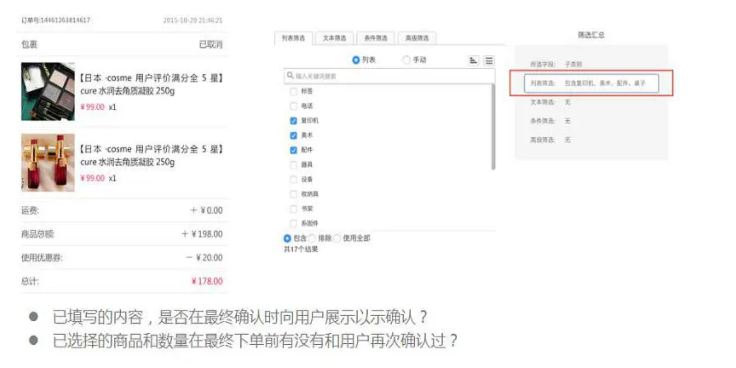 订单号:14461263814617 2015-10-29 21:46:21
包裹 已取消
【日本 cosme 用户评价满分全 5 星】
cure 水润去角质凝胶 250g
￥99.00 x1
【日本 cosme 用户评价满分全 5 星】
cure 水润去角质凝胶 250g
￥99.00 x1
运费: + ￥0.00
商品总额: + ￥198.00
使用优惠券: － ￥20.00
总计: ￥178.00
列表筛选 文本筛选 条件筛选 高级筛选
列表 手动
输入关键词搜索
标签
电话
复印机
美术
配件
器具
设备
收纳具
书架
系固件
包含 排除 使用全部
共17个结果
筛选汇总
所选字段: 子类别
列表筛选: 包含复印机、美术、配件、桌子
文本筛选: 无
条件筛选: 无
高级筛选: 无
● 已填写的内容，是否在最终确认时向用户展示以示确认？
● 已选择的商品和数量在最终下单前有没有和用户再次确认过？